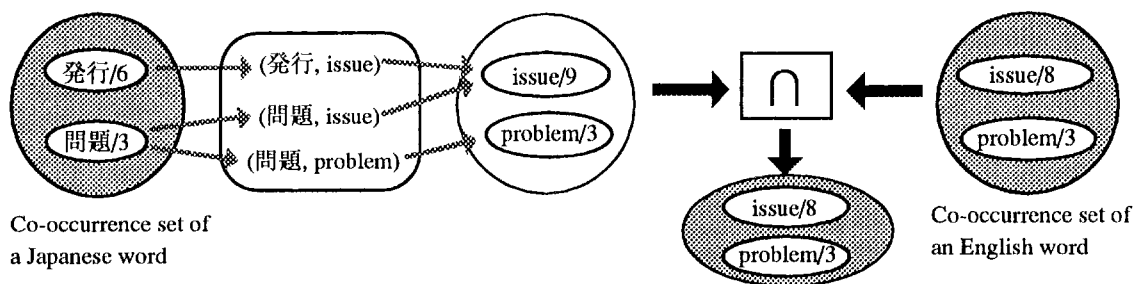 発行/6
問題/3
Co-occurrence set of
a Japanese word
(発行, issue)
(問題, issue)
(問題, problem)
issue/9
problem/3
∩
issue/8
problem/3
issue/8
problem/3
Co-occurrence set of
an English word